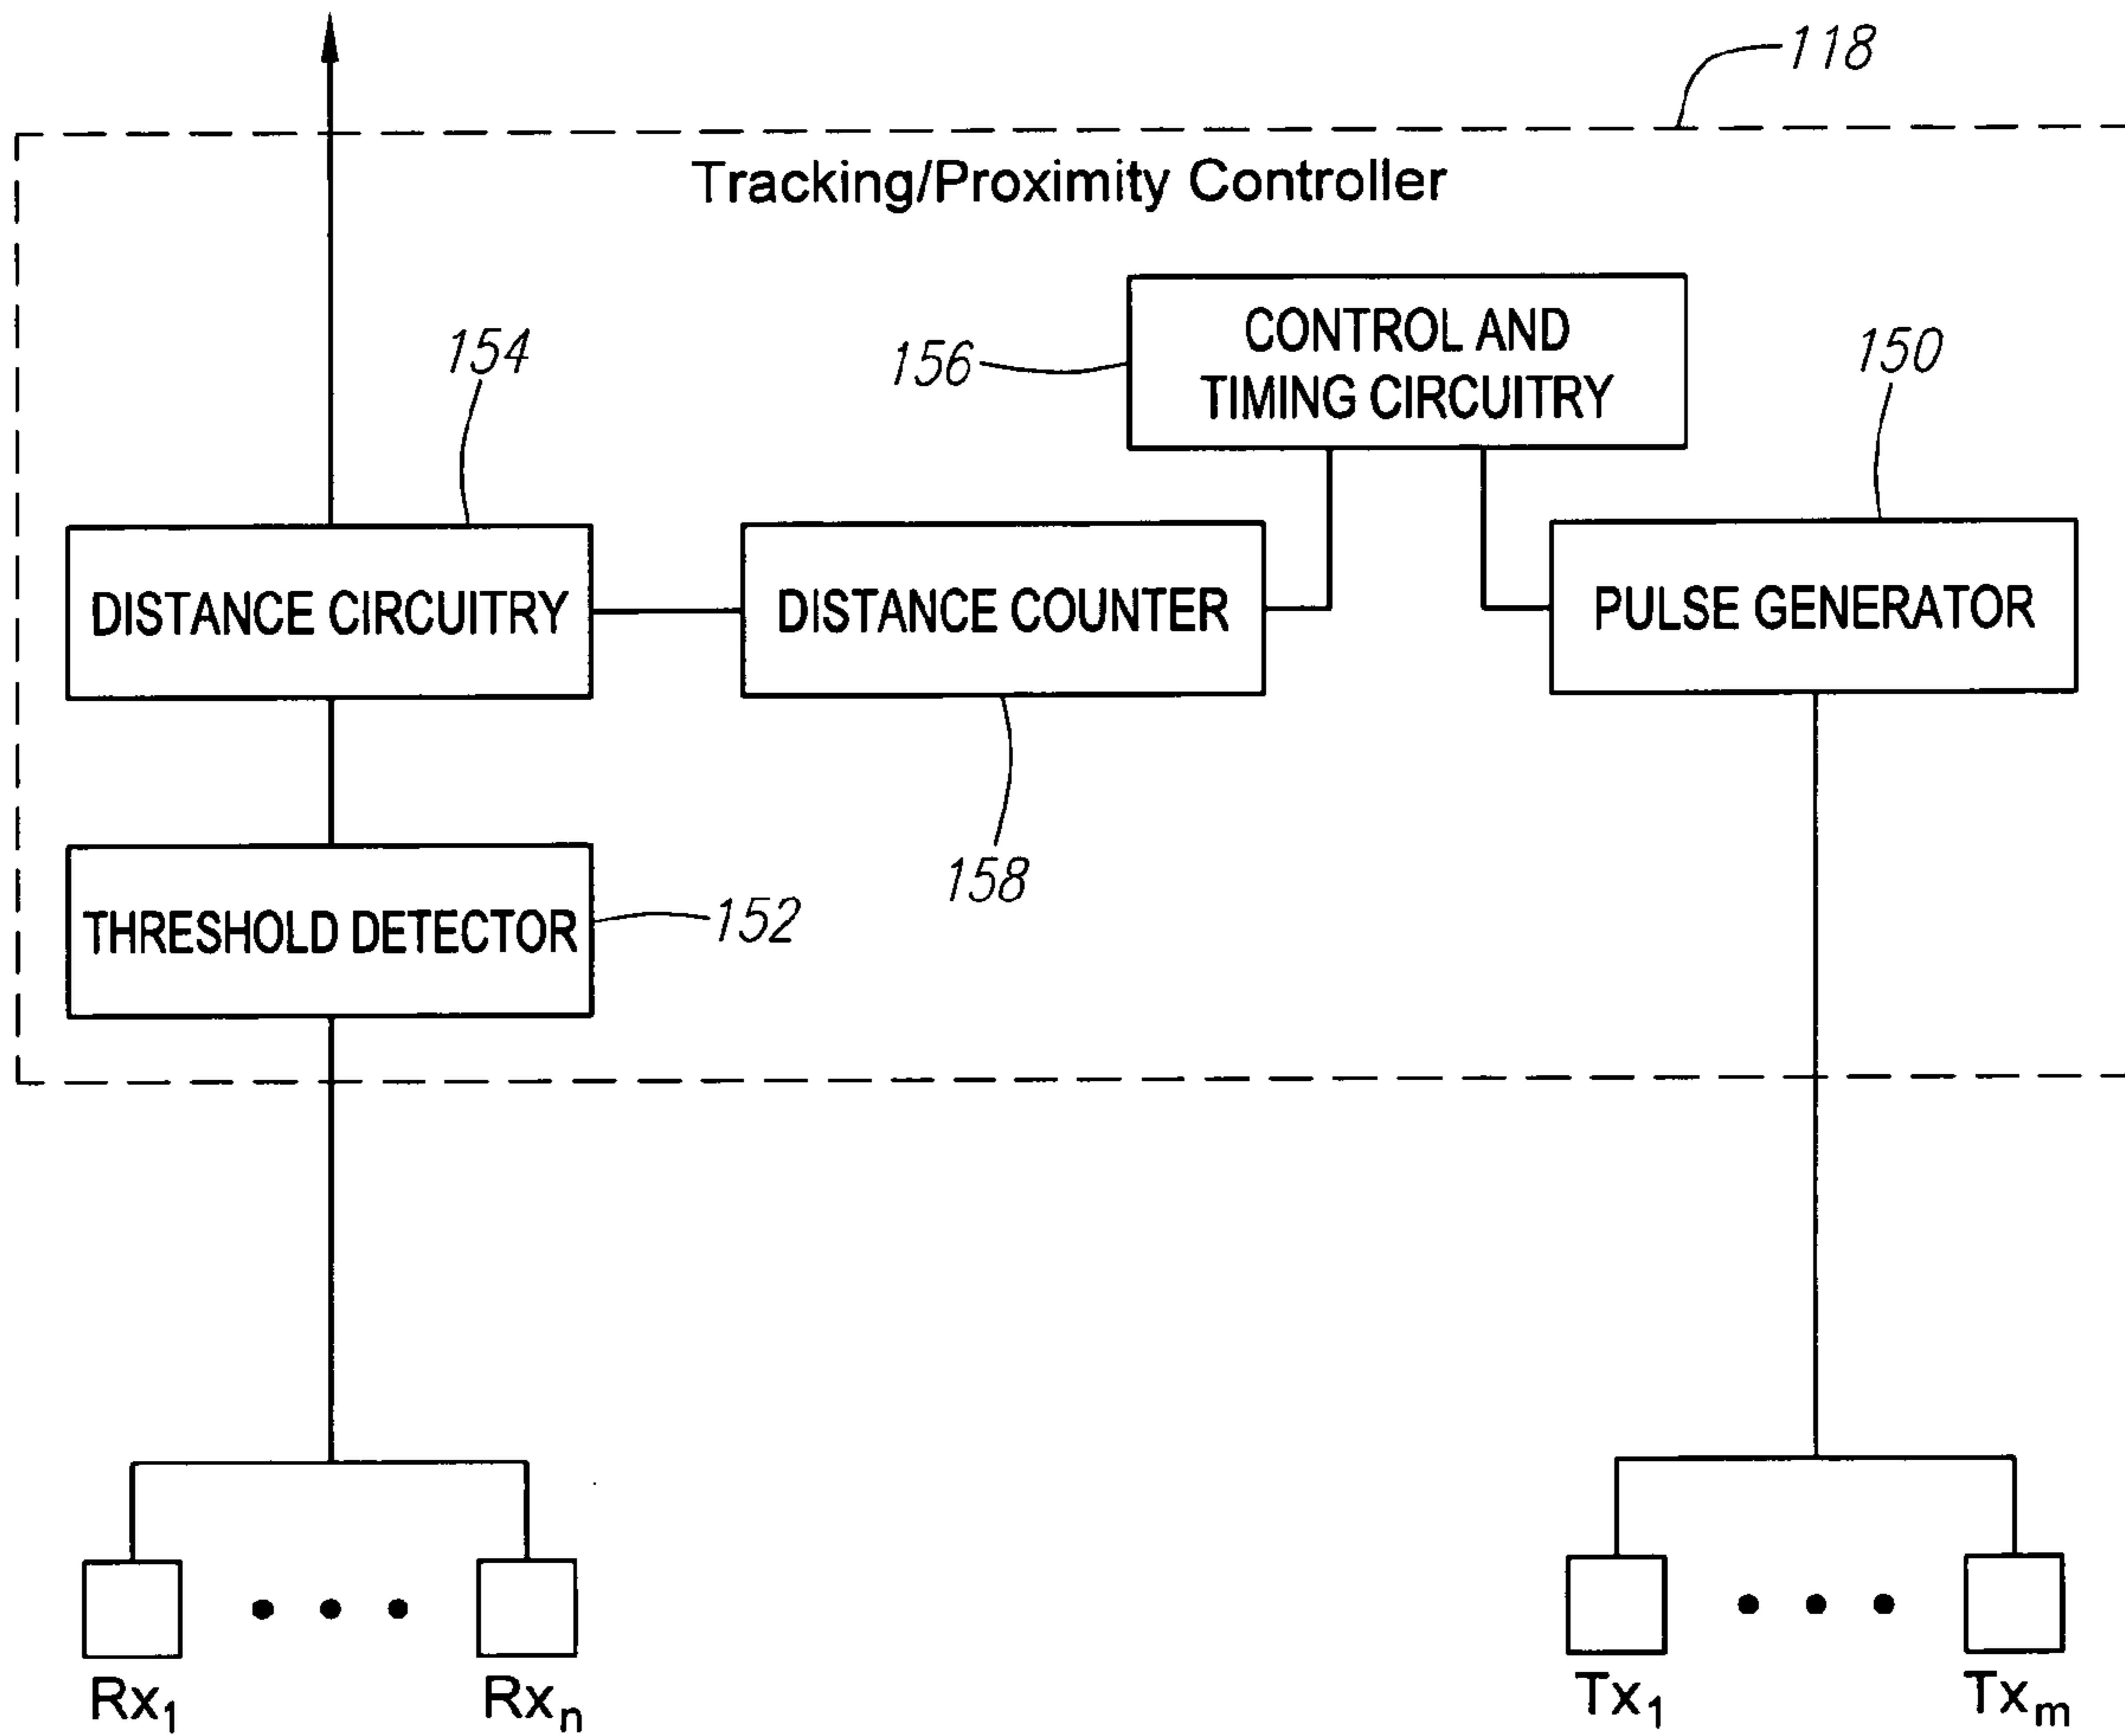 118
Tracking/Proximity Controller
154
156
CONTROL AND
TIMING CIRCUITRY
150
DISTANCE CIRCUITRY
DISTANCE COUNTER
PULSE GENERATOR
158
THRESHOLD DETECTOR
152
Rx₁
Rxₙ
Tx₁
Txₘ